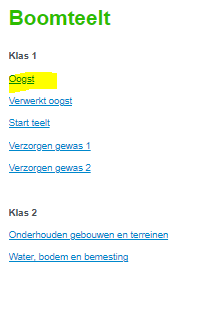 Boomteelt
Klas 1
Oogst
Verwerkt oogst
Start teelt
Verzorgen gewas 1
Verzorgen gewas 2
Klas 2
Onderhouden gebouwen en terreinen
Water, bodem en bemesting